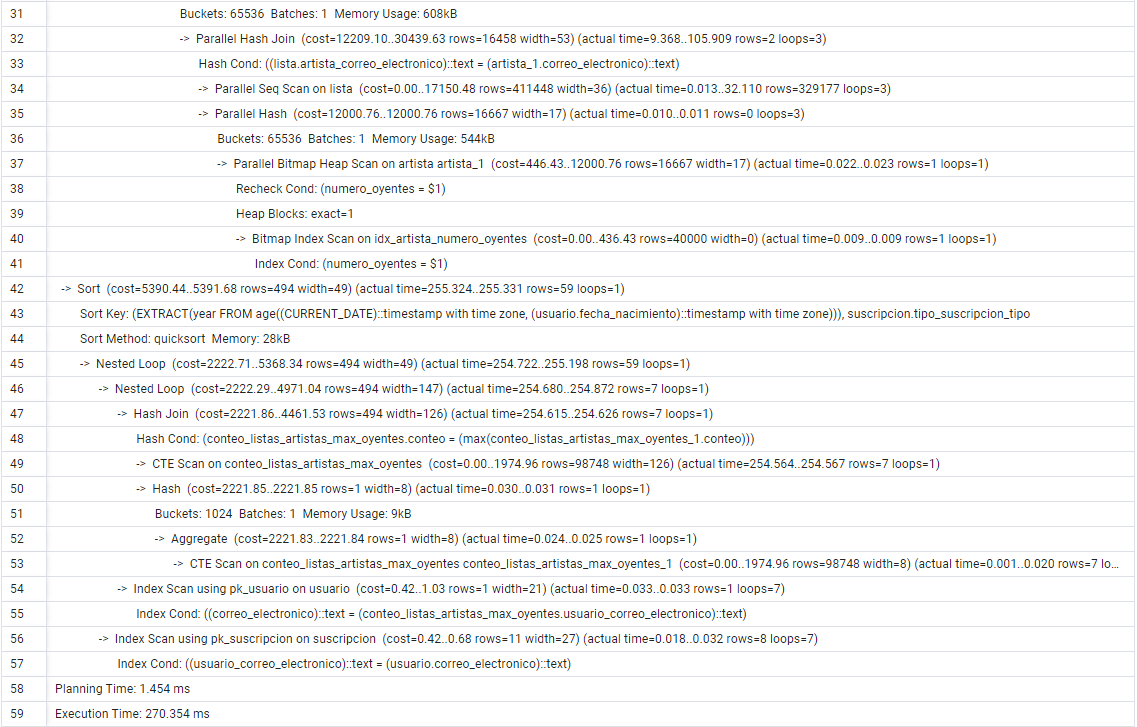 31 Buckets: 65536 Batches: 1 Memory Usage: 608kB
32 -> Parallel Hash Join (cost=12209.10..30439.63 rows=16458 width=53) (actual time=9.368..105.909 rows=2 loops=3)
33 Hash Cond: ((lista.artista_correo_electronico)::text = (artista_1.correo_electronico)::text)
34 -> Parallel Seq Scan on lista (cost=0.00..17150.48 rows=411448 width=36) (actual time=0.013..32.110 rows=329177 loops=3)
35 -> Parallel Hash (cost=12000.76..12000.76 rows=16667 width=17) (actual time=0.010..0.011 rows=0 loops=3)
36 Buckets: 65536 Batches: 1 Memory Usage: 544kB
37 -> Parallel Bitmap Heap Scan on artista artista_1 (cost=446.43..12000.76 rows=16667 width=17) (actual time=0.022..0.023 rows=1 loops=1)
38 Recheck Cond: (numero_oyentes = $1)
39 Heap Blocks: exact=1
40 -> Bitmap Index Scan on idx_artista_numero_oyentes (cost=0.00..436.43 rows=40000 width=0) (actual time=0.009..0.009 rows=1 loops=1)
41 Index Cond: (numero_oyentes = $1)
42 -> Sort (cost=5390.44..5391.68 rows=494 width=49) (actual time=255.324..255.331 rows=59 loops=1)
43 Sort Key: (EXTRACT(year FROM age((CURRENT_DATE)::timestamp with time zone, (usuario.fecha_nacimiento)::timestamp with time zone))), suscripcion.tipo_suscripcion_tipo
44 Sort Method: quicksort Memory: 28kB
45 -> Nested Loop (cost=2222.71..5368.34 rows=494 width=49) (actual time=254.722..255.198 rows=59 loops=1)
46 -> Nested Loop (cost=2222.29..4971.04 rows=494 width=147) (actual time=254.680..254.872 rows=7 loops=1)
47 -> Hash Join (cost=2221.86..4461.53 rows=494 width=126) (actual time=254.615..254.626 rows=7 loops=1)
48 Hash Cond: (conteo_listas_artistas_max_oyentes.conteo = (max(conteo_listas_artistas_max_oyentes_1.conteo)))
49 -> CTE Scan on conteo_listas_artistas_max_oyentes (cost=0.00..1974.96 rows=98748 width=126) (actual time=254.564..254.567 rows=7 loops=1)
50 -> Hash (cost=2221.85..2221.85 rows=1 width=8) (actual time=0.030..0.031 rows=1 loops=1)
51 Buckets: 1024 Batches: 1 Memory Usage: 9kB
52 -> Aggregate (cost=2221.83..2221.84 rows=1 width=8) (actual time=0.024..0.025 rows=1 loops=1)
53 -> CTE Scan on conteo_listas_artistas_max_oyentes conteo_listas_artistas_max_oyentes_1 (cost=0.00..1974.96 rows=98748 width=8) (actual time=0.001..0.020 rows=7 lo...
54 -> Index Scan using pk_usuario on usuario (cost=0.42..1.03 rows=1 width=21) (actual time=0.033..0.033 rows=1 loops=7)
55 Index Cond: ((correo_electronico)::text = (conteo_listas_artistas_max_oyentes.usuario_correo_electronico)::text)
56 -> Index Scan using pk_suscripcion on suscripcion (cost=0.42..0.68 rows=11 width=27) (actual time=0.018..0.032 rows=8 loops=7)
57 Index Cond: ((usuario_correo_electronico)::text = (usuario.correo_electronico)::text)
58 Planning Time: 1.454 ms
59 Execution Time: 270.354 ms